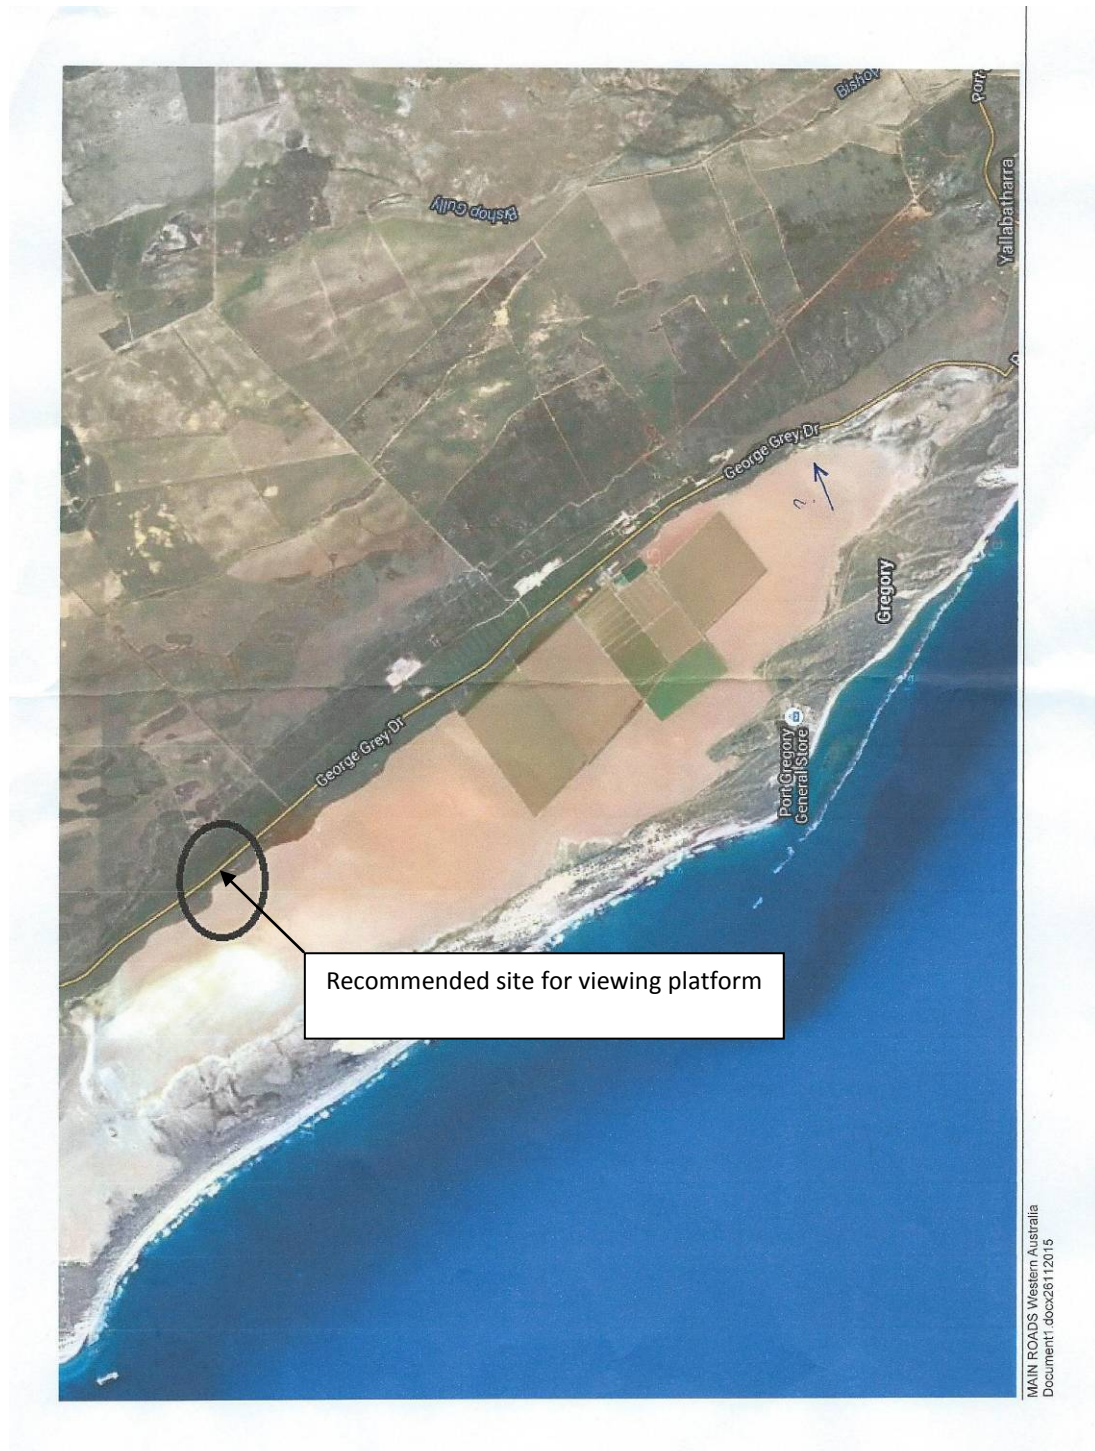 Bishop
Port
Yallabatharra
Bishop Gully
George Grey Dr
?
Gregory
George Grey Dr
Port Gregory
General Store
Recommended site for viewing platform
MAIN ROADS Western Australia
Document1.docx26112015